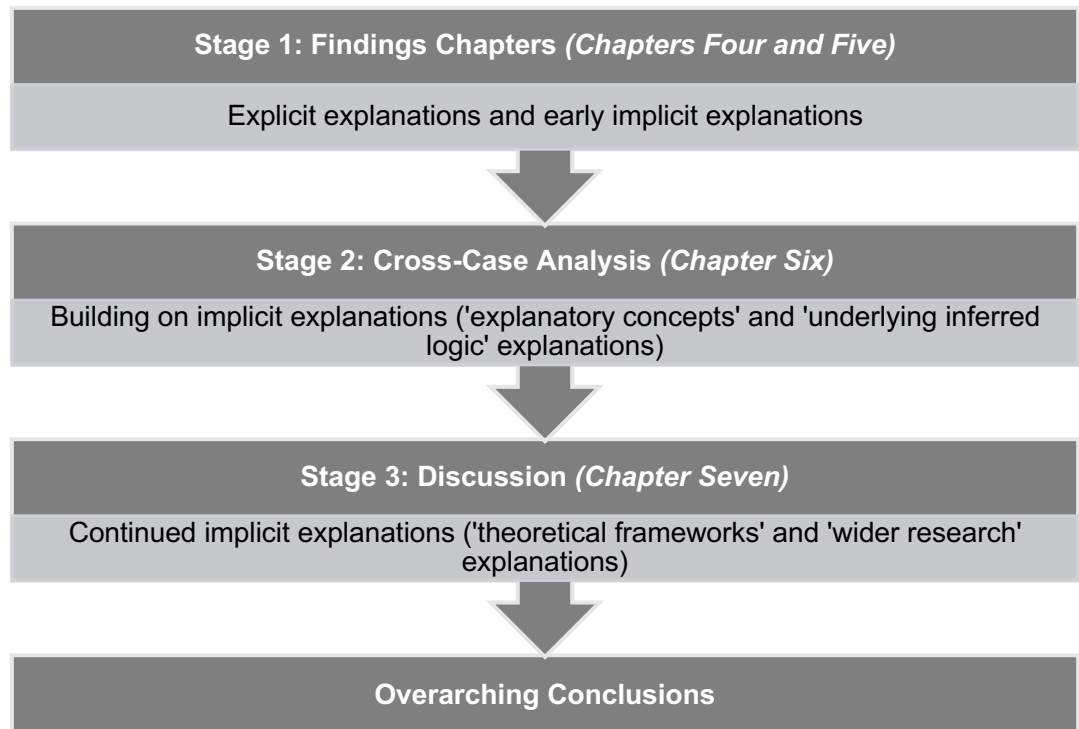 Stage 1: Findings Chapters (Chapters Four and Five)
Explicit explanations and early implicit explanations
Stage 2: Cross-Case Analysis (Chapter Six)
Building on implicit explanations ('explanatory concepts' and 'underlying inferred
logic' explanations)
Stage 3: Discussion (Chapter Seven)
Continued implicit explanations ('theoretical frameworks' and 'wider research'
explanations)
Overarching Conclusions